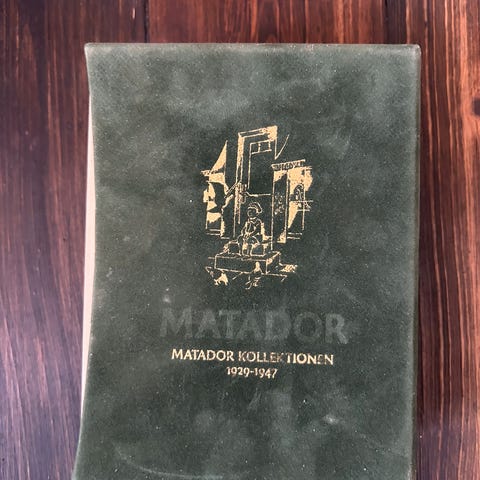 MATADOR
MATADOR KOLLEKTIONEN
1929-1947